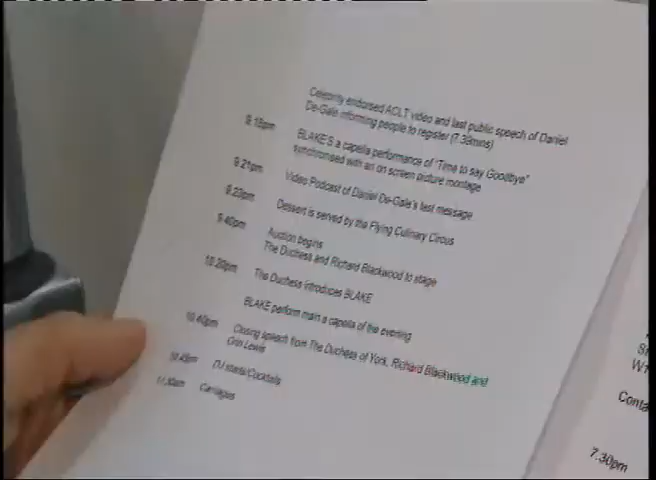 Celebrity endorsed ACLT video and last public speech of Daniel
De-Gale informing people to register (7.38mins)
9.18pm BLAKE'S a capella performance of "Time to say Goodbye"
synchronised with an on screen picture montage
9.21pm Video Podcast of Daniel De-Gale's last message
9.23pm Dessert is served by the Flying Culinary Circus
9.40pm Auction begins
The Duchess and Richard Blackwood to stage
10.20pm The Duchess introduces BLAKE
BLAKE perform main a capella of the evening
10.40pm Closing speech from The Duchess of York, Richard Blackwood and
Orin Lewis
10.45pm DJ starts/Cocktails
Carriages
W1
Conta
7.30pm